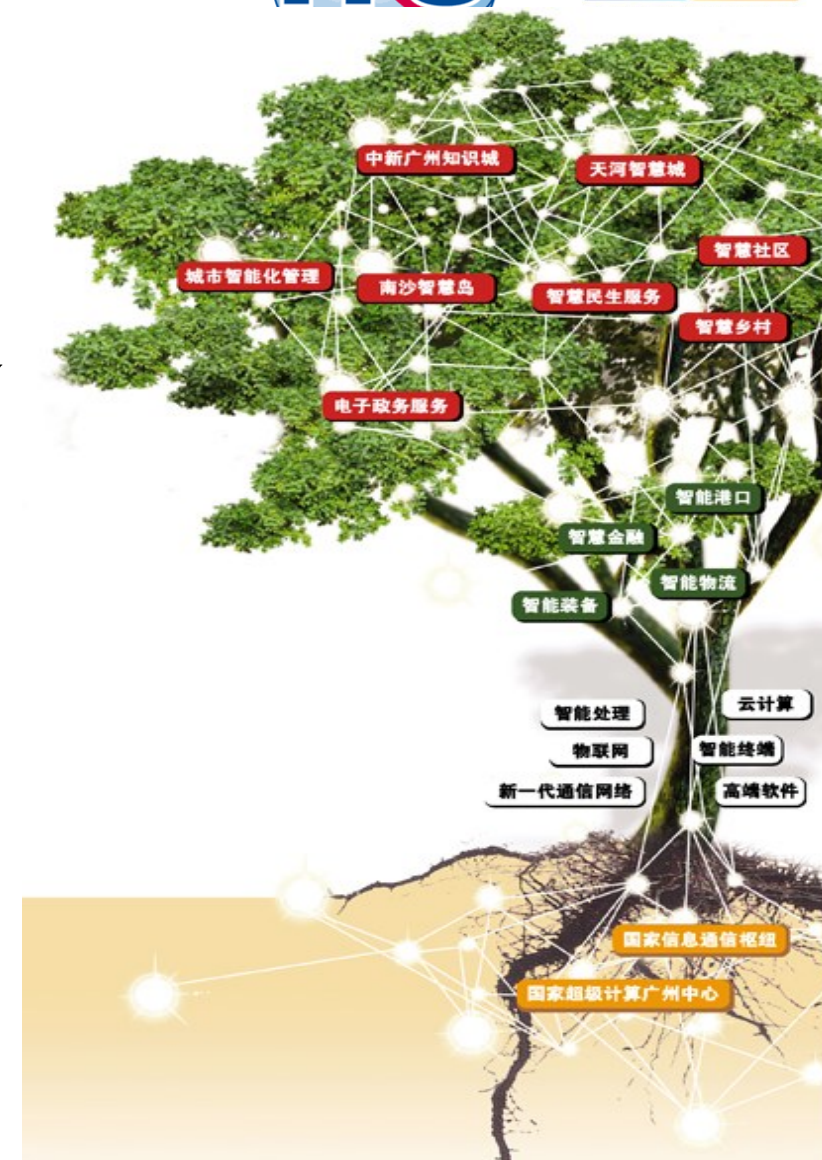 中新广州知识城
天河智慧城
智慧社区
城市智能化管理
南沙智慧岛
智慧民生服务
智慧乡村
电子政务服务
智能港口
智慧金融
智能物流
智能装备
云计算
智能处理
物联网
智能终端
新一代通信网络
高端软件
国家信息通信枢纽
国家超级计算广州中心